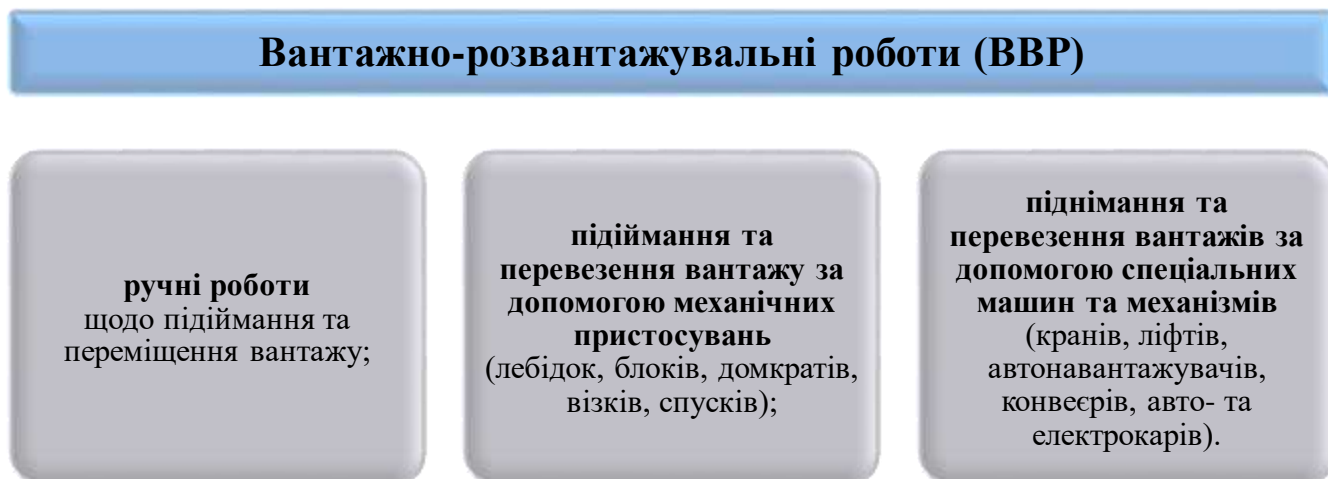 Вантажно-розвантажувальні роботи (ВВР)
ручні роботи
щодо підіймання та
переміщення вантажу;
підіймання та
перевезення вантажу за
допомогою механічних
пристосувань
(лебідок, блоків, домкратів,
візків, спусків);
піднімання та
перевезення вантажів за
допомогою спеціальних
машин та механізмів
(кранів, ліфтів,
автонавантажувачів,
конвеєрів, авто- та
електрокарів).